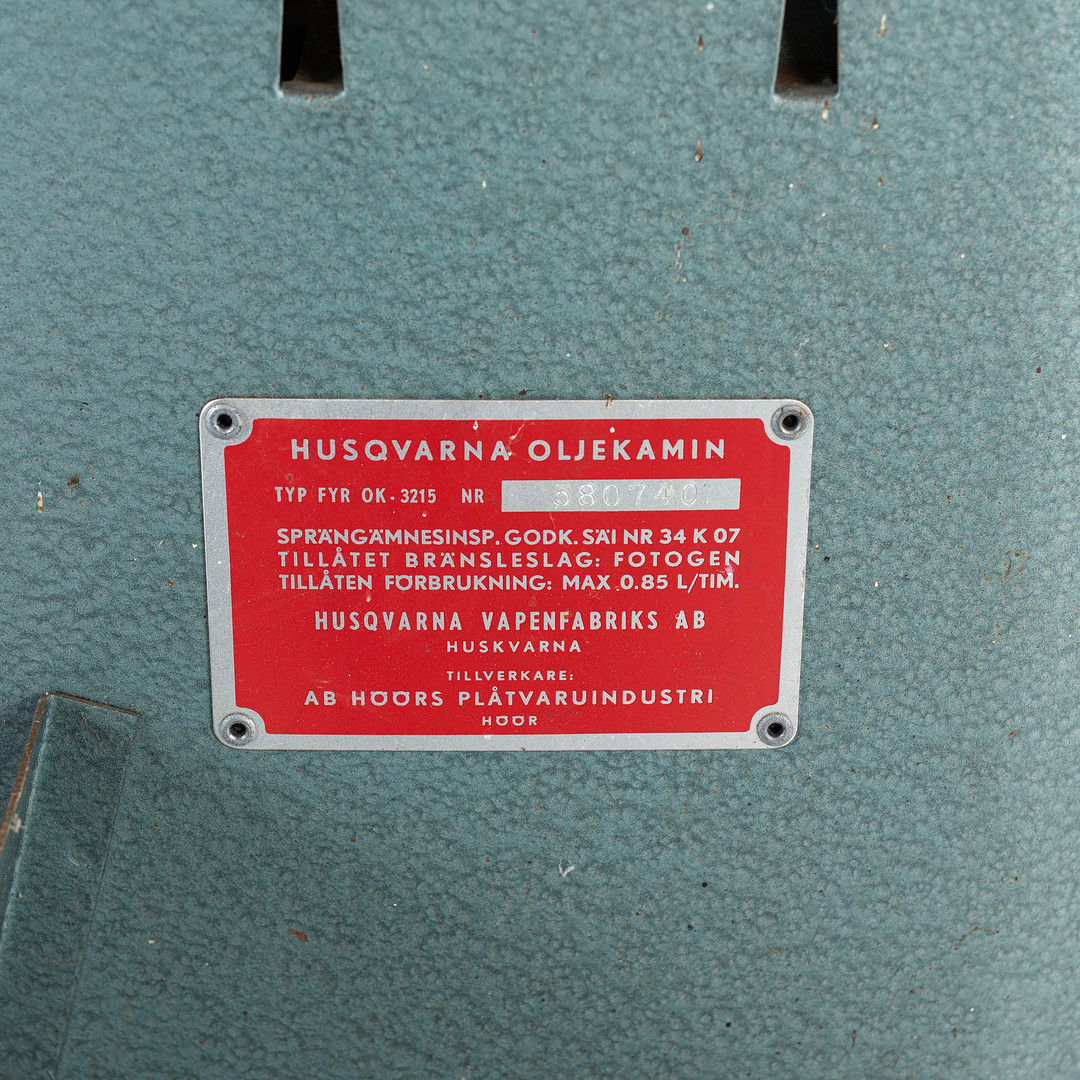 HUSQVARNA OLJEKAMIN
TYP FYR OK-3215 NR 580740
SPRÄNGÄMNESINSP. GODK. SÄI NR 34 K 07
TILLÅTET BRÄNSLESLAG: FOTOGEN
TILLÅTEN FÖRBRUKNING: MAX 0.85 L/TIM.
HUSQVARNA VAPENFABRIKS AB
HUSKVARNA
TILLVERKARE:
AB HÖÖRS PLÅTVARUINDUSTRI
HÖÖR